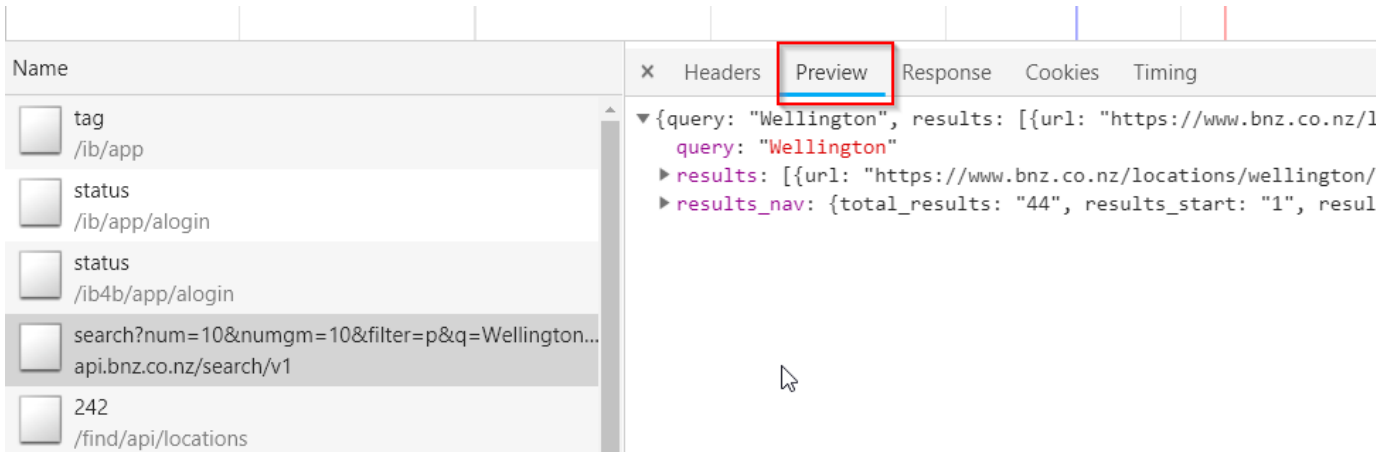 Name
tag
/ib/app
status
/ib/app/alogin
status
/ib4b/app/alogin
search?num=10&numgm=10&filter=p&q=Wellington...
api.bnz.co.nz/search/v1
242
/find/api/locations
× Headers Preview Response Cookies Timing
▼{query: "Wellington", results: [{url: "https://www.bnz.co.nz/l
query: "Wellington"
▶results: [{url: "https://www.bnz.co.nz/locations/wellington/
▶results_nav: {total_results: "44", results_start: "1", resul